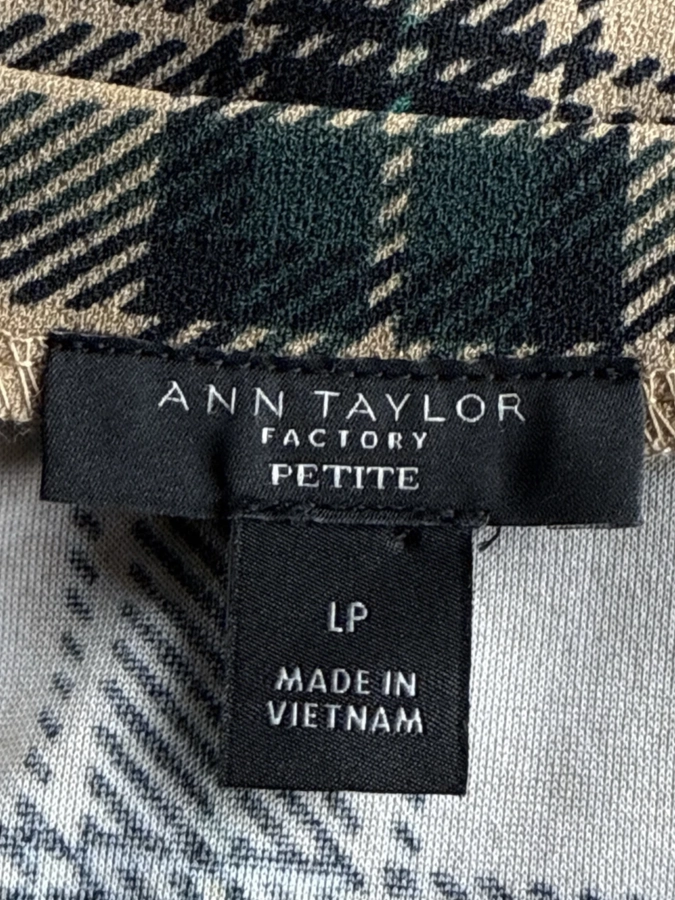 ANN TAYLOR
FACTORY
PETITE
LP
MADE IN
VIETNAM